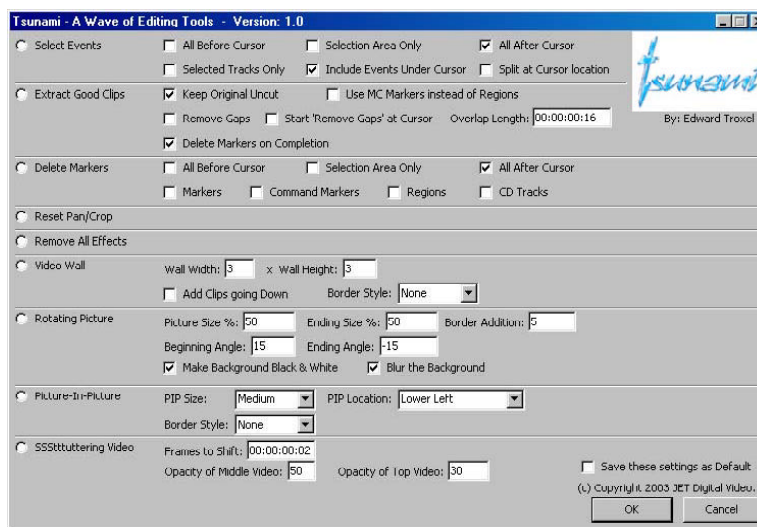 Tsunami - A Wave of Editing Tools - Version: 1.0
Select Events All Before Cursor Selection Area Only All After Cursor
Selected Tracks Only Include Events Under Cursor Split at Cursor location
tsunami
Extract Good Clips Keep Original Uncut Use MC Markers instead of Regions
Remove Gaps Start 'Remove Gaps' at Cursor Overlap Length: 00:00:00:16 By: Edward Troxel
Delete Markers on Completion
Delete Markers All Before Cursor Selection Area Only All After Cursor
Markers Command Markers Regions CD Tracks
Reset Pan/Crop
Remove All Effects
Video Wall Wall Width: 3 x Wall Height: 3
Add Clips going Down Border Style: None
Rotating Picture Picture Size %: 50 Ending Size %: 50 Border Addition: 5
Beginning Angle: 15 Ending Angle: -15
Make Background Black & White Blur the Background
Picture-In-Picture PIP Size: Medium PIP Location: Lower Left
Border Style: None
SSStttuttering Video Frames to Shift: 00:00:00:02
Opacity of Middle Video: 50 Opacity of Top Video: 30 Save these settings as Default
(c) Copyright 2003 JET Digital Video.
OK Cancel